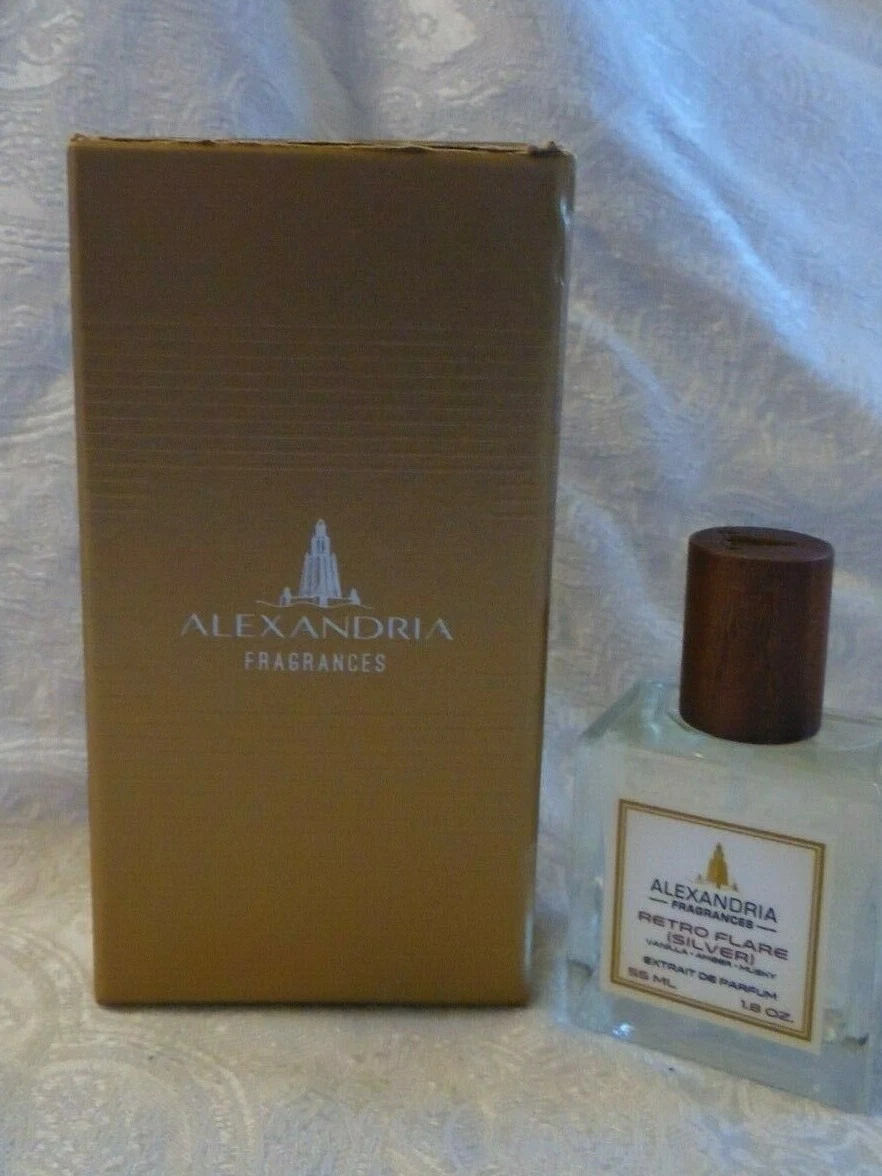 ALEXANDRIA
FRAGRANCES
ALEXANDRIA
FRAGRANCES
RETRO FLARE
(SILVER)
VANILLA • AMBER • MUSKY
EXTRAIT DE PARFUM
55 ML
1.8 OZ.